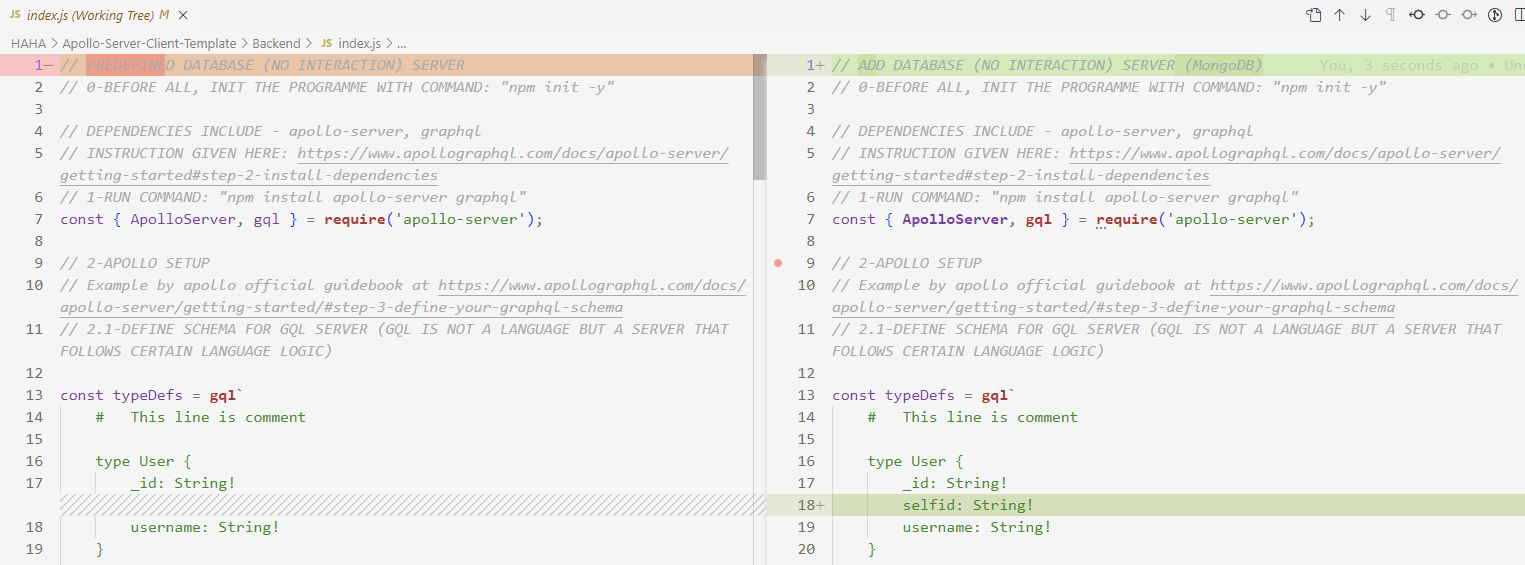 JS index.js (Working Tree) M
HAHA > Apollo-Server-Client-Template > Backend > JS index.js > ...
1 // PREDEFINED DATABASE (NO INTERACTION) SERVER
2 // 0-BEFORE ALL, INIT THE PROGRAMME WITH COMMAND: "npm init -y"
3
4 // DEPENDENCIES INCLUDE - apollo-server, graphql
5 // INSTRUCTION GIVEN HERE: https://www.apollographql.com/docs/apollo-server/
getting-started#step-2-install-dependencies
6 // 1-RUN COMMAND: "npm install apollo-server graphql"
7 const { ApolloServer, gql } = require('apollo-server');
8
9 // 2-APOLLO SETUP
10 // Example by apollo official guidebook at https://www.apollographql.com/docs/
apollo-server/getting-started/#step-3-define-your-graphql-schema
11 // 2.1-DEFINE SCHEMA FOR GQL SERVER (GQL IS NOT A LANGUAGE BUT A SERVER THAT
FOLLOWS CERTAIN LANGUAGE LOGIC)
12
13 const typeDefs = gql`
14 # This line is comment
15
16 type User {
17 _id: String!
18 username: String!
19 }
1+ // ADD DATABASE (NO INTERACTION) SERVER (MongoDB) You, 3 seconds ago •
2 // 0-BEFORE ALL, INIT THE PROGRAMME WITH COMMAND: "npm init -y"
3
4 // DEPENDENCIES INCLUDE - apollo-server, graphql
5 // INSTRUCTION GIVEN HERE: https://www.apollographql.com/docs/apollo-server/
getting-started#step-2-install-dependencies
6 // 1-RUN COMMAND: "npm install apollo-server graphql"
7 const { ApolloServer, gql } = require('apollo-server');
8
9 // 2-APOLLO SETUP
10 // Example by apollo official guidebook at https://www.apollographql.com/docs/
apollo-server/getting-started/#step-3-define-your-graphql-schema
11 // 2.1-DEFINE SCHEMA FOR GQL SERVER (GQL IS NOT A LANGUAGE BUT A SERVER THAT
FOLLOWS CERTAIN LANGUAGE LOGIC)
12
13 const typeDefs = gql`
14 # This line is comment
15
16 type User {
17 _id: String!
18+ selfid: String!
19 username: String!
20 }